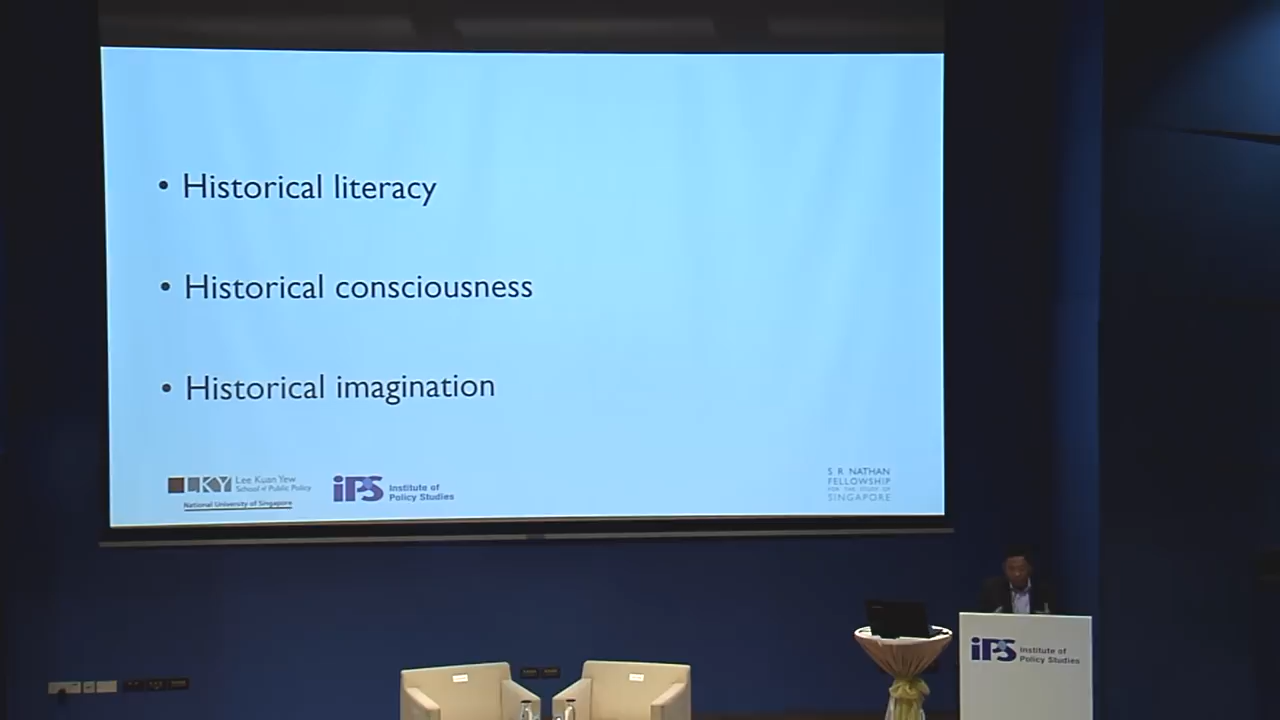 • Historical literacy
• Historical consciousness
• Historical imagination
LKY Lee Kuan Yew
School of Public Policy
National University of Singapore
iPS Institute of
Policy Studies
S R NATHAN
FELLOWSHIP
FOR THE STUDY OF
SINGAPORE
iPS Institute of
Policy Studies